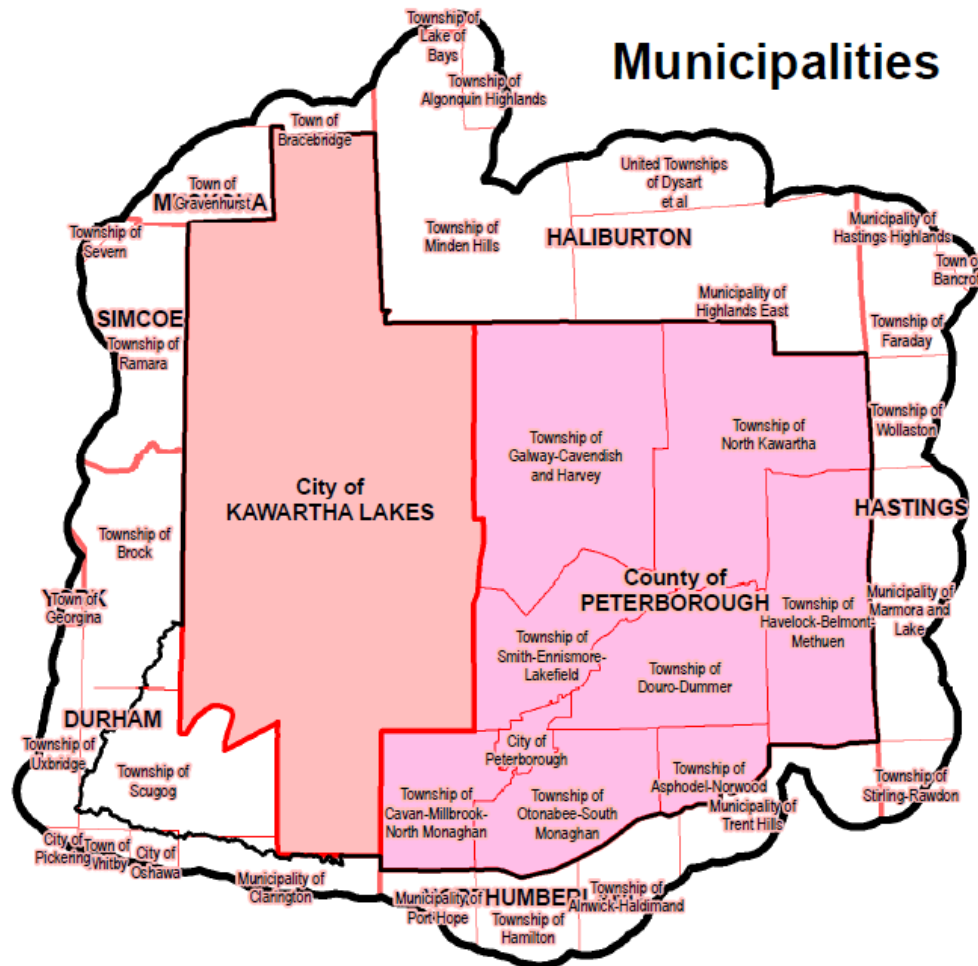 Municipalities
Township of
Lake of
Bays
Township of
Algonquin Highlands
Town of
Bracebridge
United Townships
of Dysart
et al
Town of
Gravenhurst
MUSKOKA
Township of
Severn
Township of
Minden Hills
HALIBURTON
Municipality of
Hastings Highlands
Town of
Bancroft
SIMCOE
Township of
Ramara
Municipality of
Highlands East
Township of
Faraday
Township of
Galway-Cavendish
and Harvey
Township of
North Kawartha
Township of
Wollaston
City of
KAWARTHA LAKES
HASTINGS
Township of
Brock
YORK
Town of
Georgina
County of
PETERBOROUGH
Township of
Havelock-Belmont-
Methuen
Municipality of
Marmora and
Lake
Township of
Smith-Ennismore-
Lakefield
Township of
Douro-Dummer
DURHAM
Township of
Uxbridge
Township of
Scugog
City of
Peterborough
Township of
Cavan-Millbrook-
North Monaghan
Township of
Otonabee-South
Monaghan
Township of
Asphodel-Norwood
Municipality of
Trent Hills
Township of
Stirling-Rawdon
City of
Pickering
Town of
Whitby
City of
Oshawa
Municipality of
Clarington
Municipality of
Port Hope
NORTHUMBERLAND
Township of
Hamilton
Township of
Alnwick-Haldimand